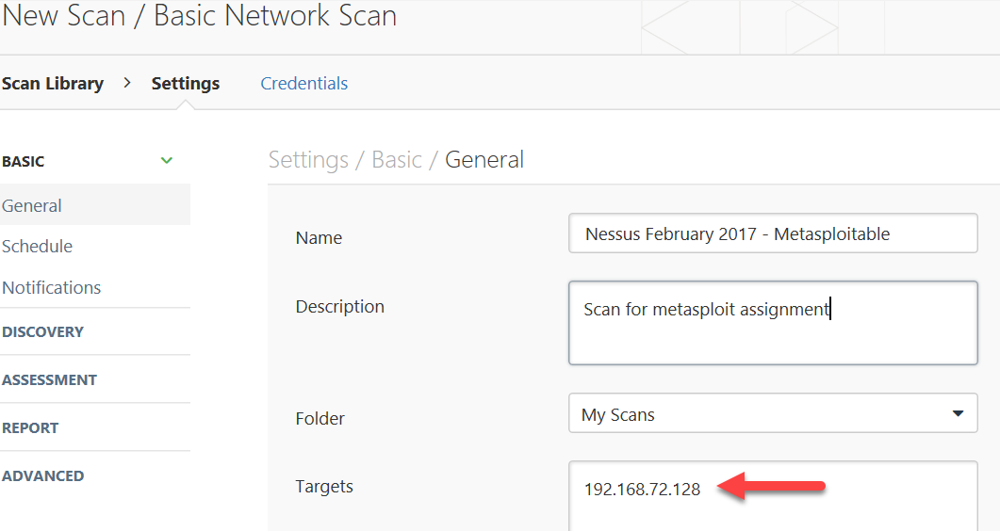 New Scan / Basic Network Scan
Scan Library > Settings Credentials
BASIC
General
Schedule
Notifications
DISCOVERY
ASSESSMENT
REPORT
ADVANCED
Settings / Basic / General
Name Nessus February 2017 - Metasploitable
Description Scan for metasploit assignment
Folder My Scans
Targets 192.168.72.128